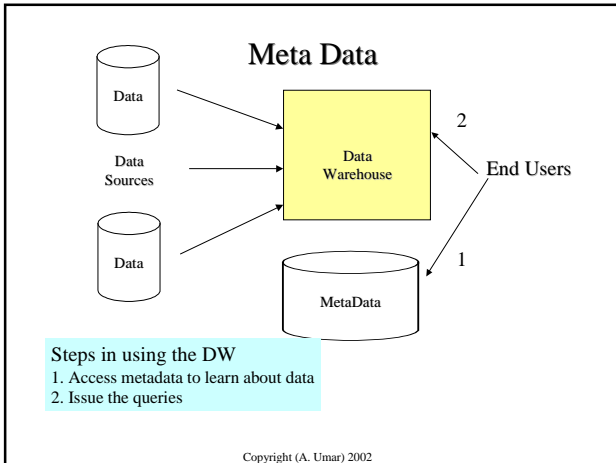 Meta Data
Data
Data
Sources
Data
Data
Warehouse
2
End Users
1
MetaData
Steps in using the DW
1. Access metadata to learn about data
2. Issue the queries
Copyright (A. Umar) 2002